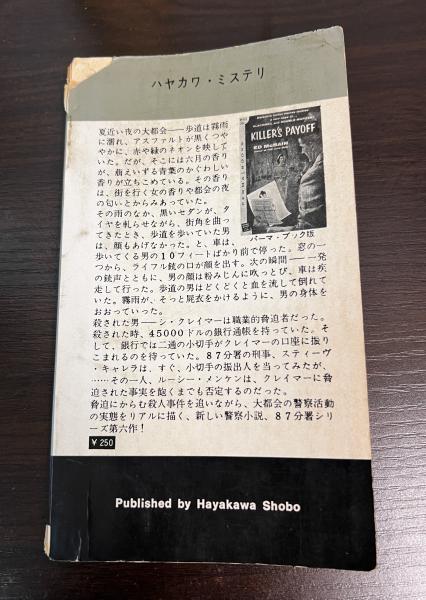 ハヤカワ・ミステリ
夏近い夜の大都会——歩道は霧雨
に濡れ、アスファルトが黒くつや
やかに、赤や緑のネオンを映して
いた。だが、そこには六月の香り
が、萌えいずる青葉のかぐわしい
香りが立ちこめている。その香り
は、街を行く女の香りや都会の夜
の匂いとからみあっていた。
その雨のなか、黒いセダンが、タ
イヤを軋らせながら、街角を曲っ
てきたとき、歩道を歩いていた男
は、顔もあげなかった。と、車は、
歩いてくる男の10フィートばかり前で停った。窓の一
つから、ライフル銃の口が顔を出す。次の瞬間——一発
の銃声とともに、男の顔は粉みじんに吹っとび、車は疾
走して行った。歩道の男はどくどくと血を流して倒れて
いた。霧雨が、そっと屍衣をかけるように、男の身体を
おおっていった。
殺された男——シ・クレイマーは職業的脅迫者だった。
殺された時、45000ドルの銀行通帳を持っていた。そ
して、銀行では二通の小切手がクレイマーの口座に振り
こまれるのを待っていた。87分署の刑事、スティーヴ
・キャレラは、すぐ、小切手の振出人を当ってみたが、
……その一人、ルーシー・メンケンは、クレイマーに脅
迫された事実を飽くまでも否定するのだった。
脅迫にからむ殺人事件を追いながら、大都会の警察活動
の実態をリアルに描く、新しい警察小説、87分署シリ
ーズ第六作！
KILLER'S PAYOFF
ED McBAIN
パーマ・ブック版
¥250
Published by Hayakawa Shobo